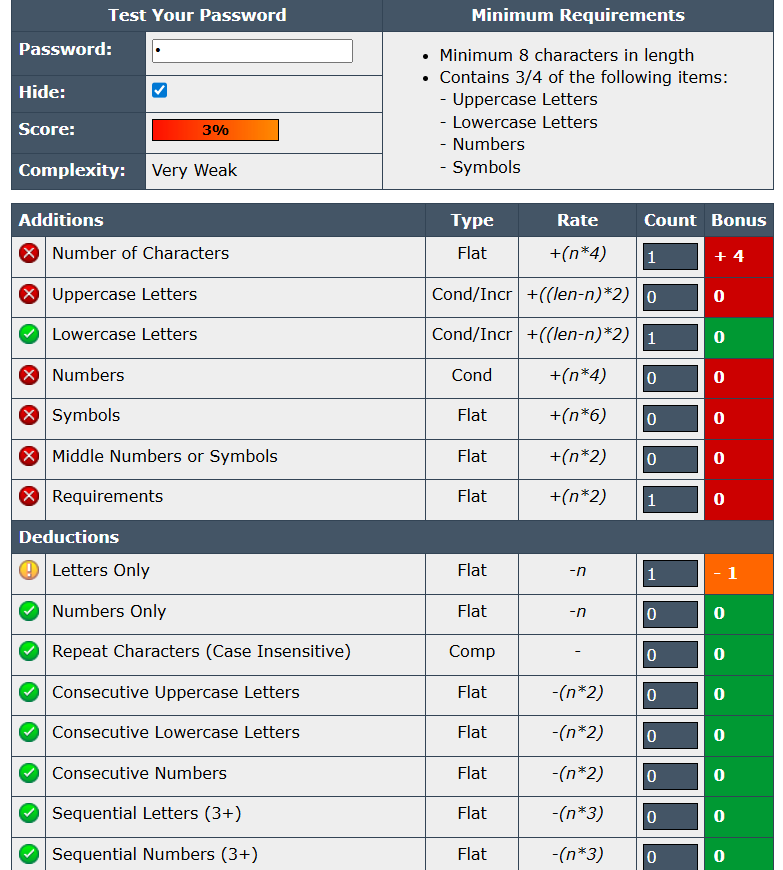 Test Your Password
Minimum Requirements
Password:
•
Hide:
Score:
3%
Complexity:
Very Weak
• Minimum 8 characters in length
• Contains 3/4 of the following items:
- Uppercase Letters
- Lowercase Letters
- Numbers
- Symbols
Additions Type Rate Count Bonus
Number of Characters Flat +(n*4) 1 + 4
Uppercase Letters Cond/Incr +((len-n)*2) 0 0
Lowercase Letters Cond/Incr +((len-n)*2) 1 0
Numbers Cond +(n*4) 0 0
Symbols Flat +(n*6) 0 0
Middle Numbers or Symbols Flat +(n*2) 0 0
Requirements Flat +(n*2) 1 0
Deductions
Letters Only Flat -n 1 - 1
Numbers Only Flat -n 0 0
Repeat Characters (Case Insensitive) Comp - 0 0
Consecutive Uppercase Letters Flat -(n*2) 0 0
Consecutive Lowercase Letters Flat -(n*2) 0 0
Consecutive Numbers Flat -(n*2) 0 0
Sequential Letters (3+) Flat -(n*3) 0 0
Sequential Numbers (3+) Flat -(n*3) 0 0